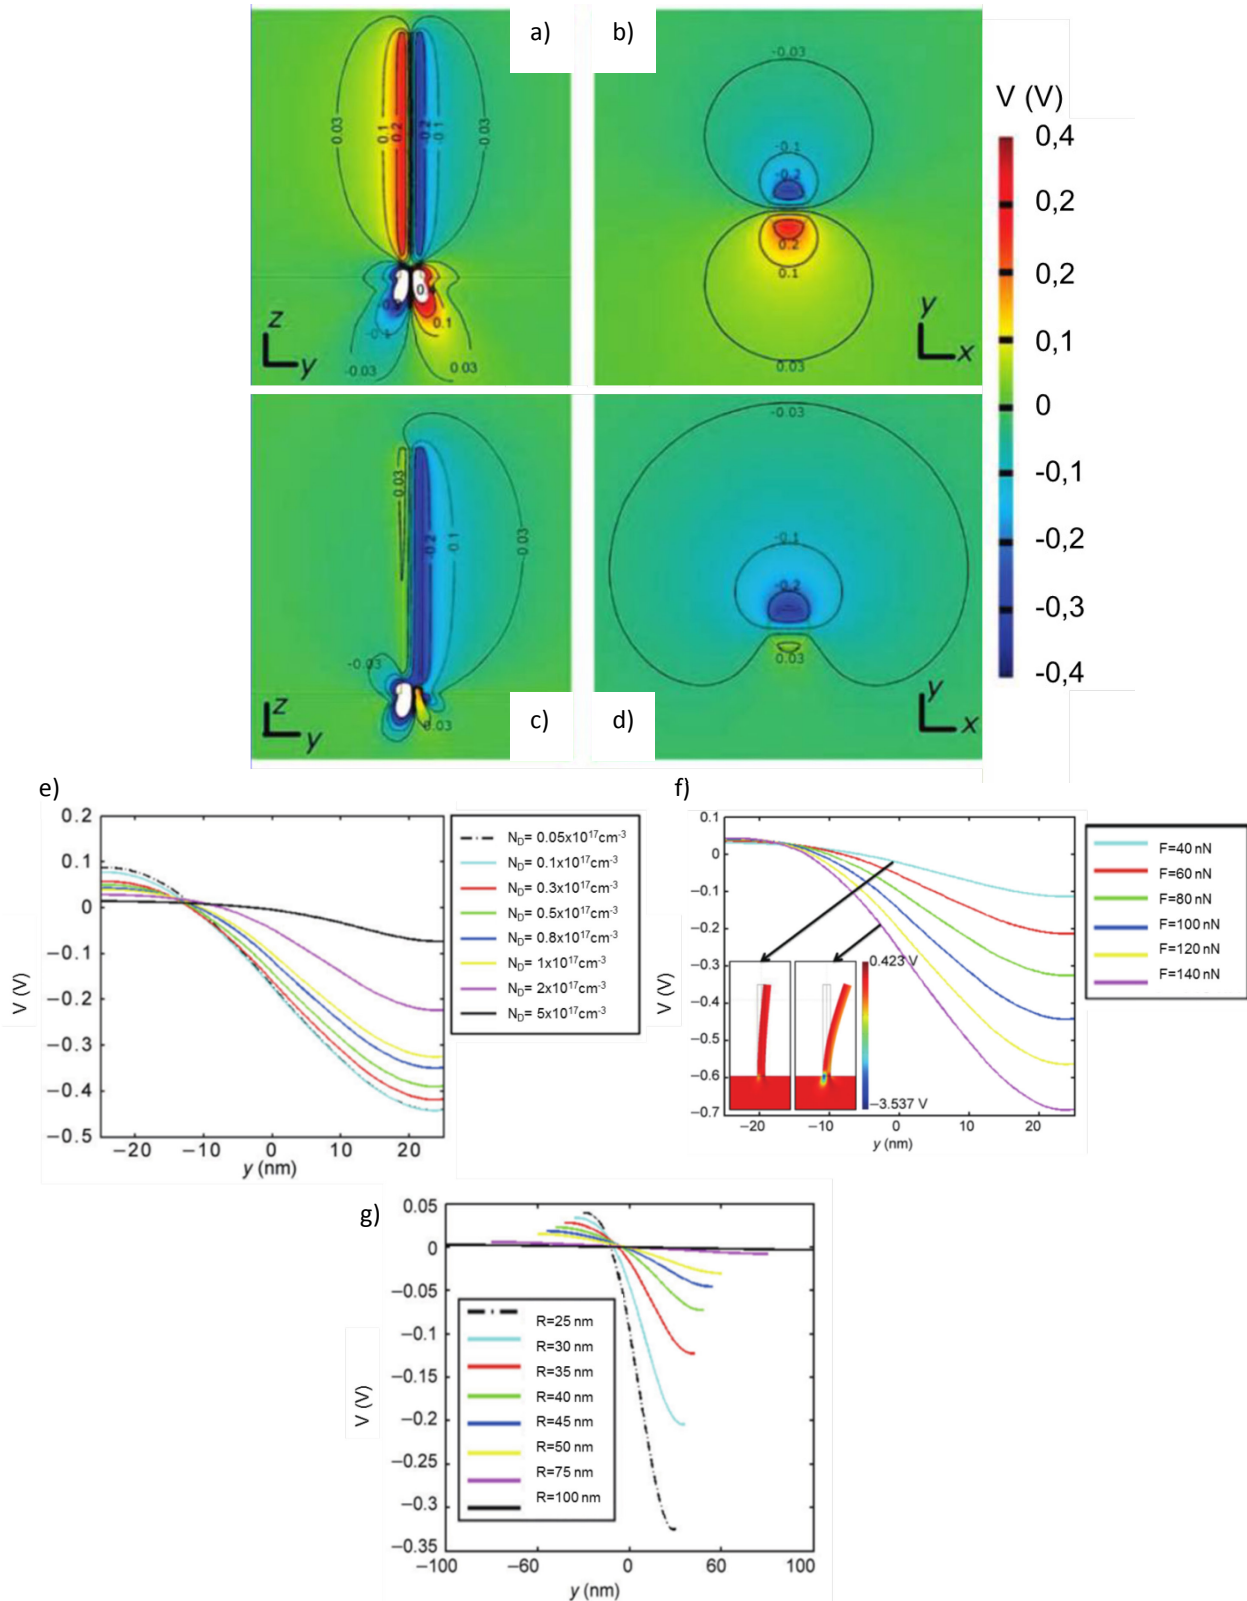 a)
b)
V (V)
0,4
0,2
0,2
0,1
0
-0,1
-0,2
-0,3
-0,4
0.03
0.1
0.2
-0.2
-0.1
-0.03
0
-0.1
0.1
-0.03
0.03
z
y
-0.03
-0.1
-0.2
0.2
0.1
0.03
y
x
0.03
-0.2
-0.1
0.03
-0.03
0.03
z
y
c)
-0.03
-0.1
-0.2
0.03
y
x
d)
e)
0.2
0.1
0
−0.1
−0.2
−0.3
−0.4
−0.5
V (V)
−20
−10
0
10
20
y (nm)
N_D= 0.05x10^17cm^-3
N_D= 0.1x10^17cm^-3
N_D= 0.3x10^17cm^-3
N_D= 0.5x10^17cm^-3
N_D= 0.8x10^17cm^-3
N_D= 1x10^17cm^-3
N_D= 2x10^17cm^-3
N_D= 5x10^17cm^-3
f)
0.1
0
−0.1
−0.2
−0.3
−0.4
−0.5
−0.6
−0.7
V (V)
0.423 V
−3.537 V
−20
−10
0
10
20
y (nm)
F=40 nN
F=60 nN
F=80 nN
F=100 nN
F=120 nN
F=140 nN
g)
0.05
0
−0.05
−0.1
−0.15
−0.2
−0.25
−0.3
−0.35
V (V)
R=25 nm
R=30 nm
R=35 nm
R=40 nm
R=45 nm
R=50 nm
R=75 nm
R=100 nm
−100
−60
0
60
100
y (nm)